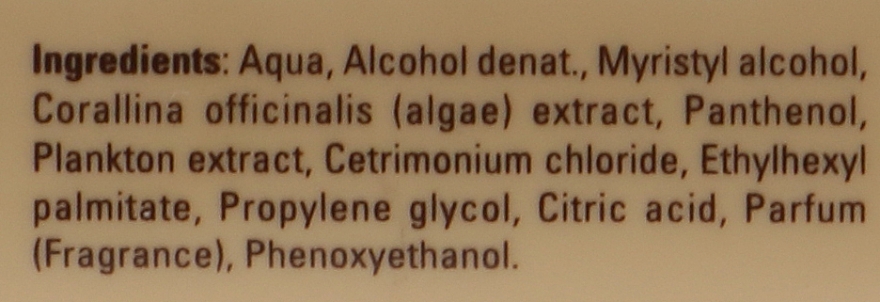 Ingredients: Aqua, Alcohol denat., Myristyl alcohol,
Corallina officinalis (algae) extract, Panthenol,
Plankton extract, Cetrimonium chloride, Ethylhexyl
palmitate, Propylene glycol, Citric acid, Parfum
(Fragrance), Phenoxyethanol.